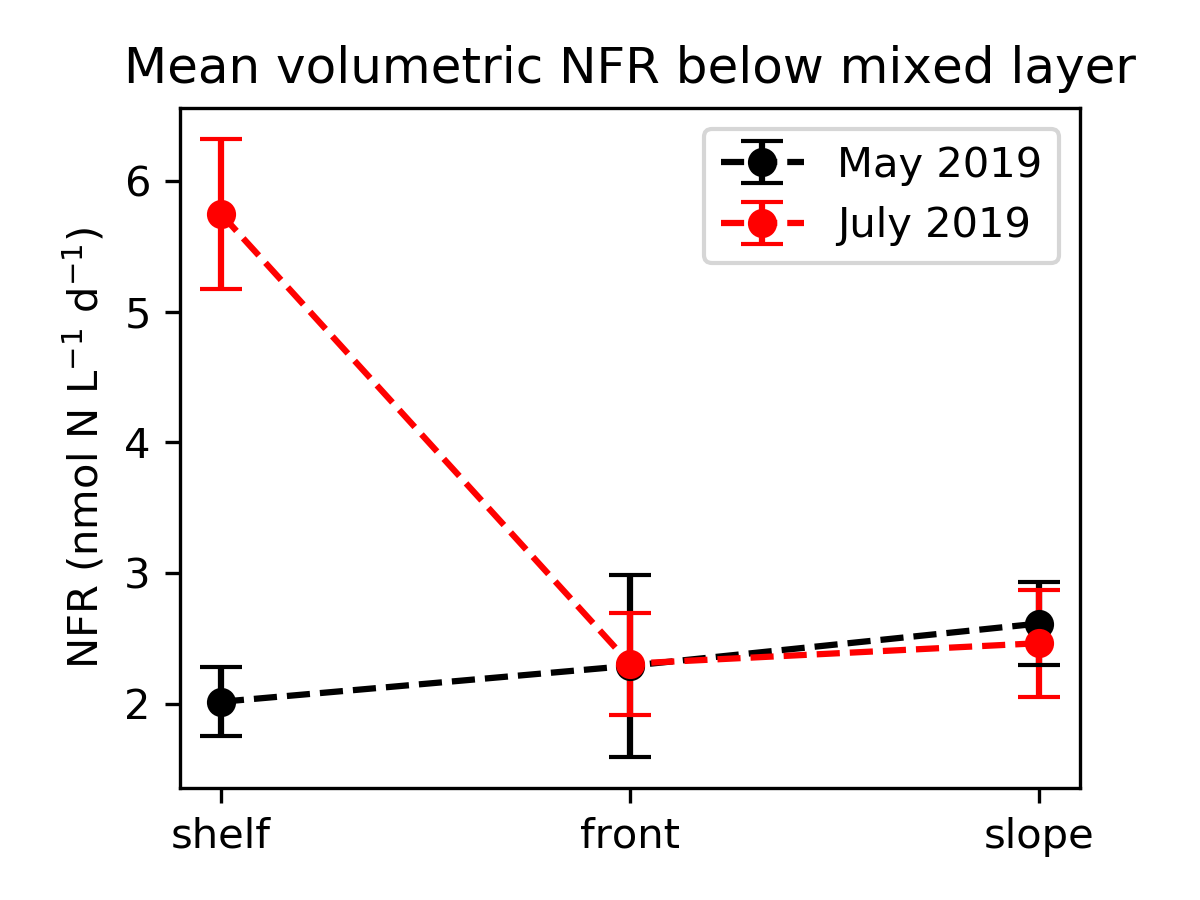 Mean volumetric NFR below mixed layer
May 2019
July 2019
NFR (nmol N L⁻¹ d⁻¹)
6
5
4
3
2
shelf front slope